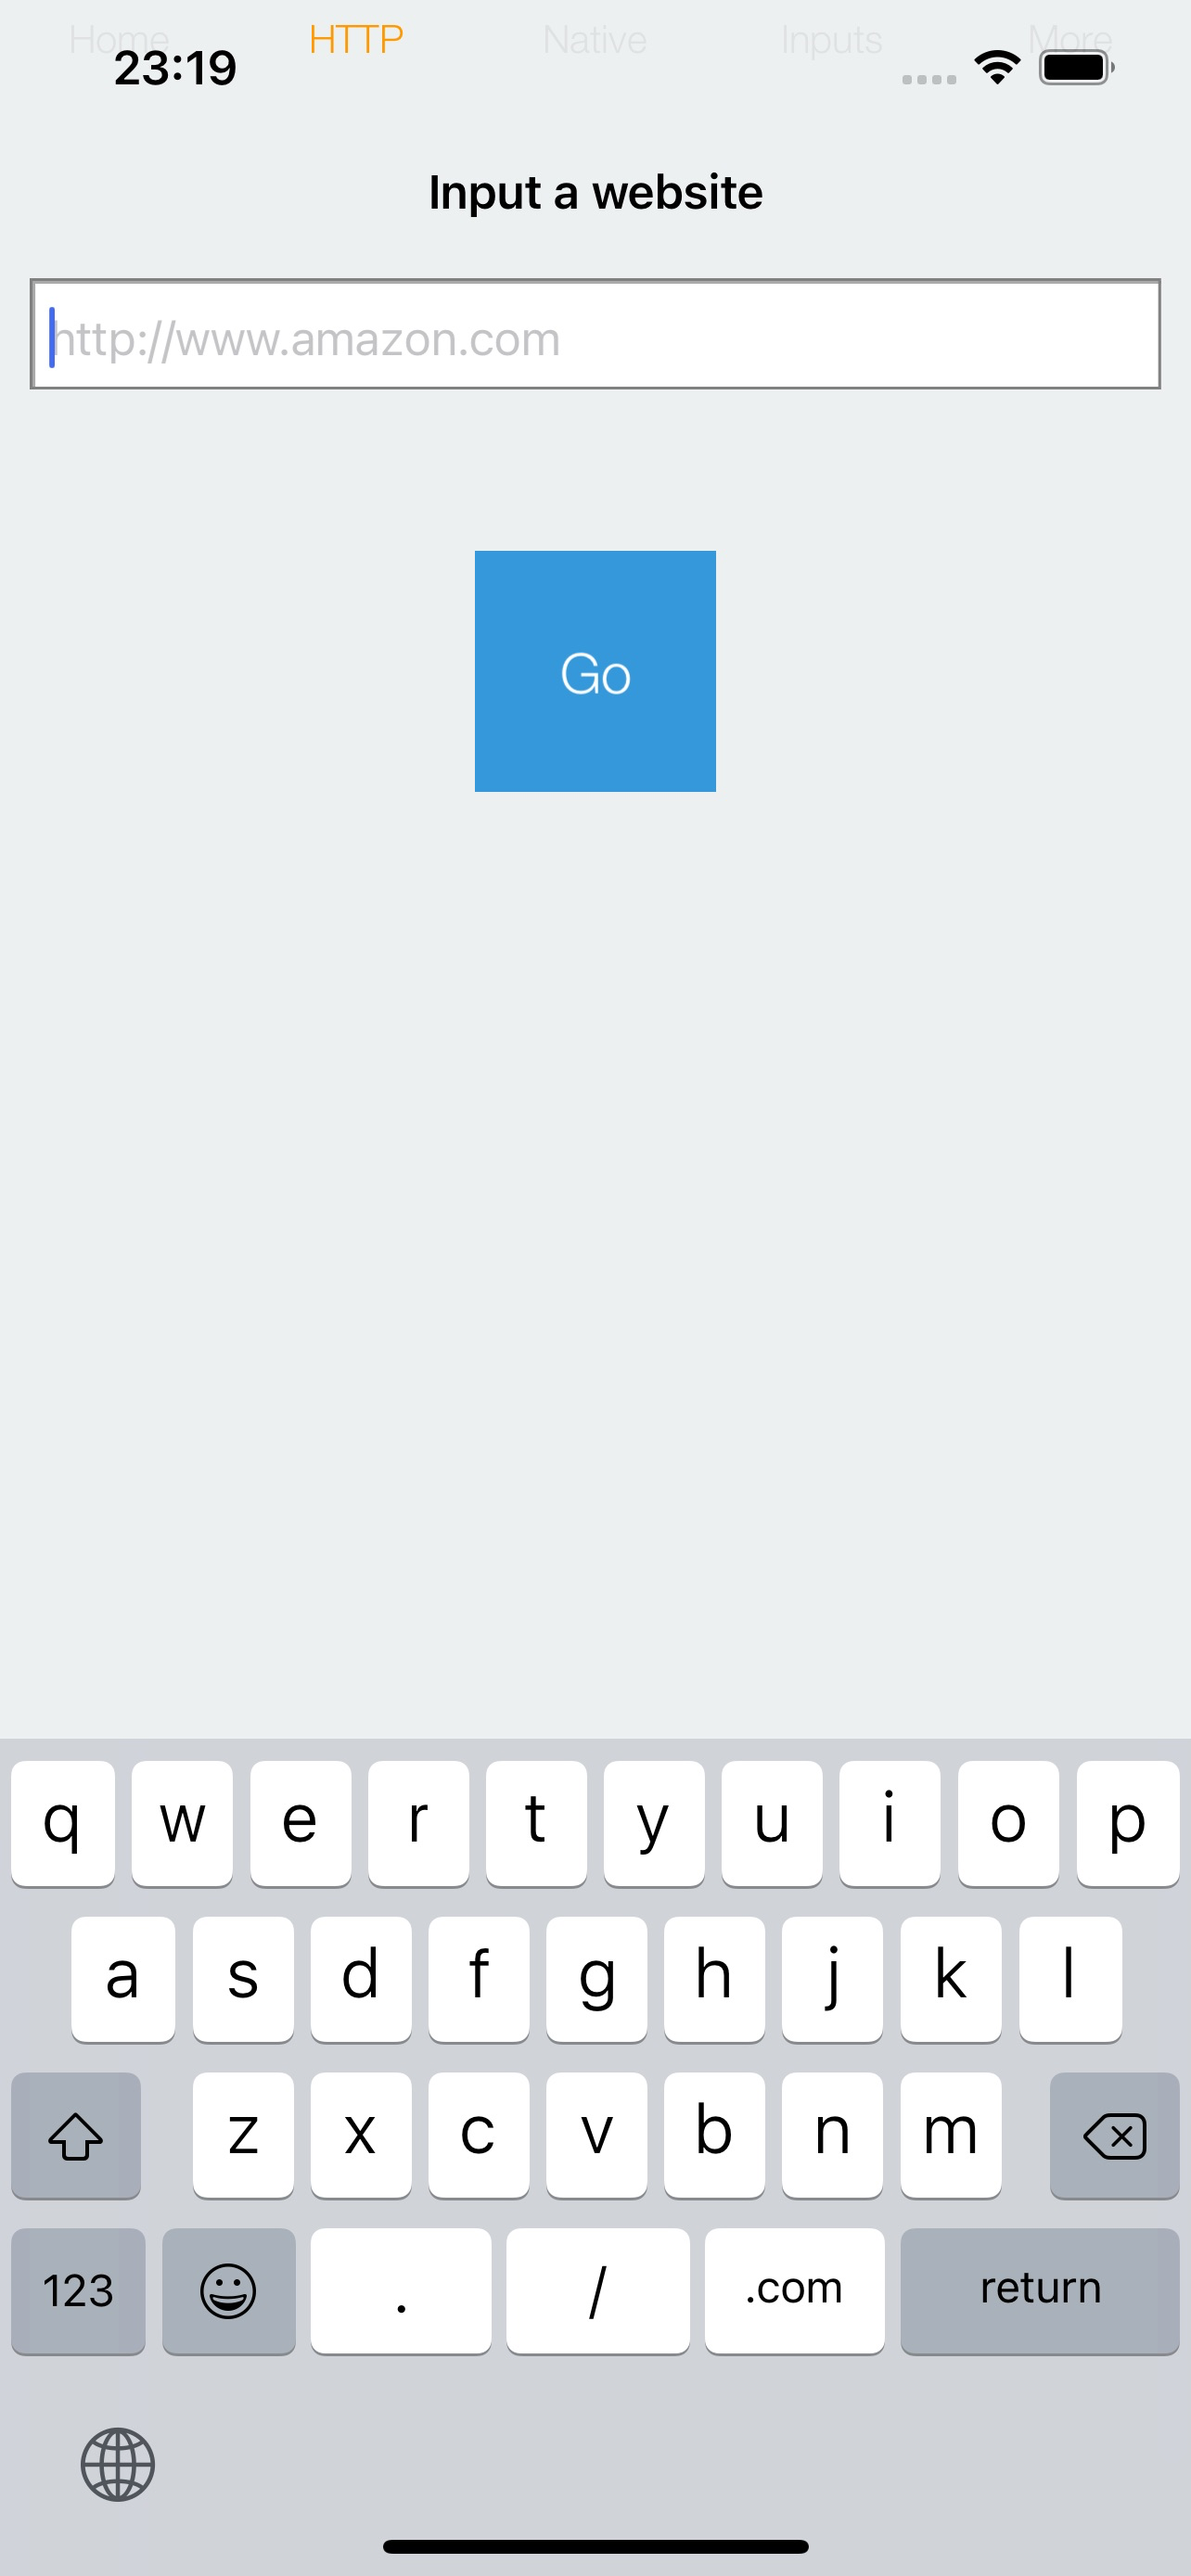 Home HTTP Native Inputs More
23:19
Input a website
http://www.amazon.com
Go
q w e r t y u i o p
a s d f g h j k l
z x c v b n m
123 . / .com return